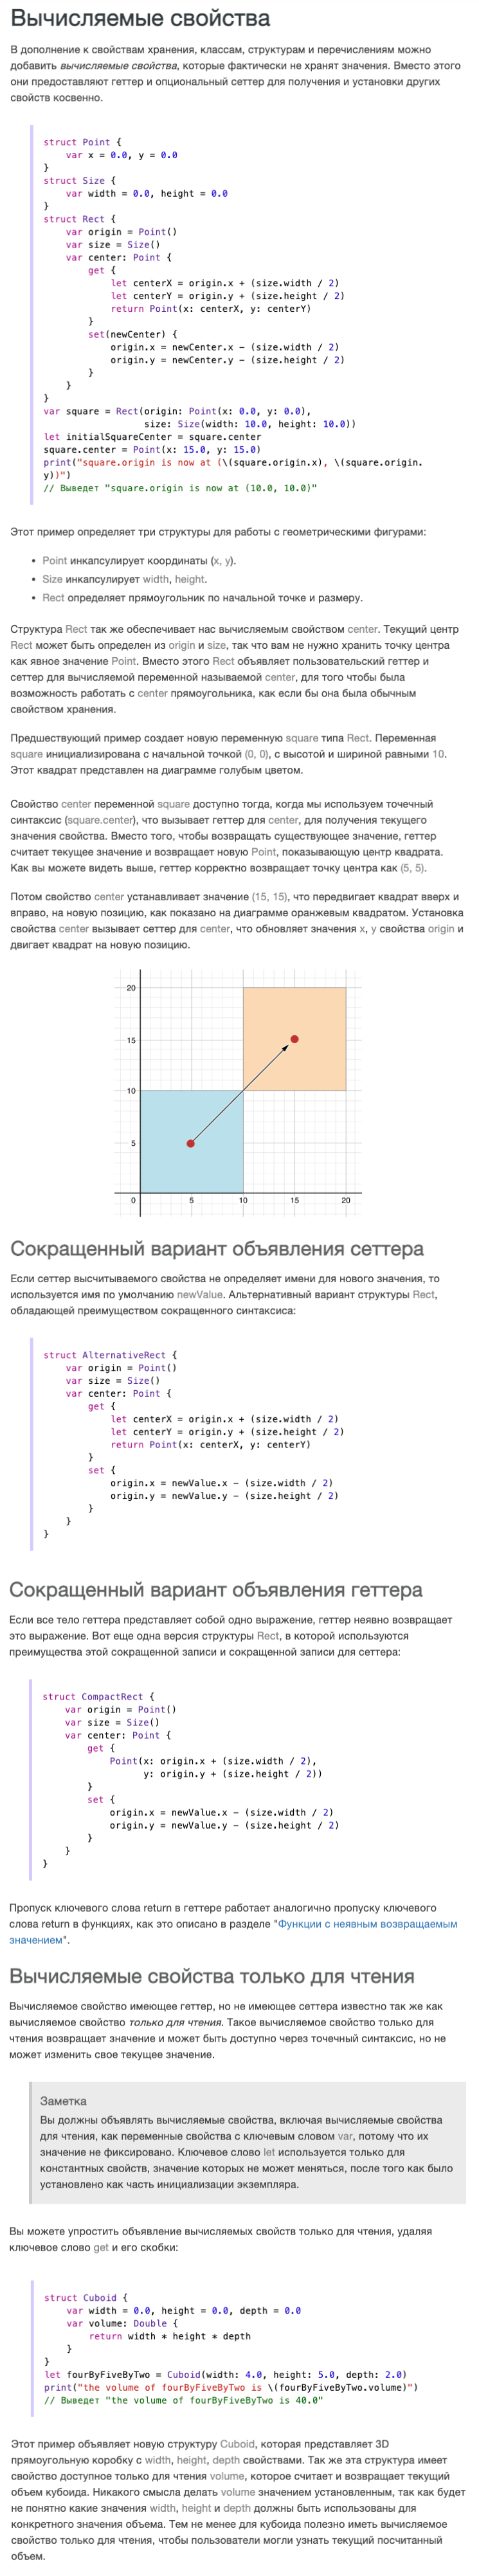 Вычисляемые свойства
В дополнение к свойствам хранения, классам, структурам и перечислениям можно
добавить вычисляемые свойства, которые фактически не хранят значения. Вместо этого
они предоставляют геттер и опциональный сеттер для получения и установки других
свойств косвенно.
struct Point {
    var x = 0.0, y = 0.0
}
struct Size {
    var width = 0.0, height = 0.0
}
struct Rect {
    var origin = Point()
    var size = Size()
    var center: Point {
        get {
            let centerX = origin.x + (size.width / 2)
            let centerY = origin.y + (size.height / 2)
            return Point(x: centerX, y: centerY)
        }
        set(newCenter) {
            origin.x = newCenter.x - (size.width / 2)
            origin.y = newCenter.y - (size.height / 2)
        }
    }
}
var square = Rect(origin: Point(x: 0.0, y: 0.0),
                  size: Size(width: 10.0, height: 10.0))
let initialSquareCenter = square.center
square.center = Point(x: 15.0, y: 15.0)
print("square.origin is now at (\(square.origin.x), \(square.origin.
y))")
// Выведет "square.origin is now at (10.0, 10.0)"
Этот пример определяет три структуры для работы с геометрическими фигурами:
• Point инкапсулирует координаты (x, y).
• Size инкапсулирует width, height.
• Rect определяет прямоугольник по начальной точке и размеру.
Структура Rect так же обеспечивает нас вычисляемым свойством center. Текущий центр
Rect может быть определен из origin и size, так что вам не нужно хранить точку центра
как явное значение Point. Вместо этого Rect объявляет пользовательский геттер и
сеттер для вычисляемой переменной называемой center, для того чтобы была
возможность работать с center прямоугольника, как если бы она была обычным
свойством хранения.
Предшествующий пример создает новую переменную square типа Rect. Переменная
square инициализирована с начальной точкой (0, 0), с высотой и шириной равными 10.
Этот квадрат представлен на диаграмме голубым цветом.
Свойство center переменной square доступно тогда, когда мы используем точечный
синтаксис (square.center), что вызывает геттер для center, для получения текущего
значения свойства. Вместо того, чтобы возвращать существующее значение, геттер
считает текущее значение и возвращает новую Point, показывающую центр квадрата.
Как вы можете видеть выше, геттер корректно возвращает точку центра как (5, 5).
Потом свойство center устанавливает значение (15, 15), что передвигает квадрат вверх и
вправо, на новую позицию, как показано на диаграмме оранжевым квадратом. Установка
свойства center вызывает сеттер для center, что обновляет значения x, y свойства origin и
двигает квадрат на новую позицию.
20
15
10
5
0 5 10 15 20
Сокращенный вариант объявления сеттера
Если сеттер высчитываемого свойства не определяет имени для нового значения, то
используется имя по умолчанию newValue. Альтернативный вариант структуры Rect,
обладающей преимуществом сокращенного синтаксиса:
struct AlternativeRect {
    var origin = Point()
    var size = Size()
    var center: Point {
        get {
            let centerX = origin.x + (size.width / 2)
            let centerY = origin.y + (size.height / 2)
            return Point(x: centerX, y: centerY)
        }
        set {
            origin.x = newValue.x - (size.width / 2)
            origin.y = newValue.y - (size.height / 2)
        }
    }
}
Сокращенный вариант объявления геттера
Если все тело геттера представляет собой одно выражение, геттер неявно возвращает
это выражение. Вот еще одна версия структуры Rect, в которой используются
преимущества этой сокращенной записи и сокращенной записи для сеттера:
struct CompactRect {
    var origin = Point()
    var size = Size()
    var center: Point {
        get {
            Point(x: origin.x + (size.width / 2),
                  y: origin.y + (size.height / 2))
        }
        set {
            origin.x = newValue.x - (size.width / 2)
            origin.y = newValue.y - (size.height / 2)
        }
    }
}
Пропуск ключевого слова return в геттере работает аналогично пропуску ключевого
слова return в функциях, как это описано в разделе "Функции с неявным возвращаемым
значением".
Вычисляемые свойства только для чтения
Вычисляемое свойство имеющее геттер, но не имеющее сеттера известно так же как
вычисляемое свойство только для чтения. Такое вычисляемое свойство только для
чтения возвращает значение и может быть доступно через точечный синтаксис, но не
может изменить свое текущее значение.
Заметка
Вы должны объявлять вычисляемые свойства, включая вычисляемые свойства
для чтения, как переменные свойства с ключевым словом var, потому что их
значение не фиксировано. Ключевое слово let используется только для
константных свойств, значение которых не может меняться, после того как было
установлено как часть инициализации экземпляра.
Вы можете упростить объявление вычисляемых свойств только для чтения, удаляя
ключевое слово get и его скобки:
struct Cuboid {
    var width = 0.0, height = 0.0, depth = 0.0
    var volume: Double {
        return width * height * depth
    }
}
let fourByFiveByTwo = Cuboid(width: 4.0, height: 5.0, depth: 2.0)
print("the volume of fourByFiveByTwo is \(fourByFiveByTwo.volume)")
// Выведет "the volume of fourByFiveByTwo is 40.0"
Этот пример объявляет новую структуру Cuboid, которая представляет 3D
прямоугольную коробку с width, height, depth свойствами. Так же эта структура имеет
свойство доступное только для чтения volume, которое считает и возвращает текущий
объем кубоида. Никакого смысла делать volume значением установленным, так как будет
не понятно какие значения width, height и depth должны быть использованы для
конкретного значения объема. Тем не менее для кубоида полезно иметь вычисляемое
свойство только для чтения, чтобы пользователи могли узнать текущий посчитанный
объем.